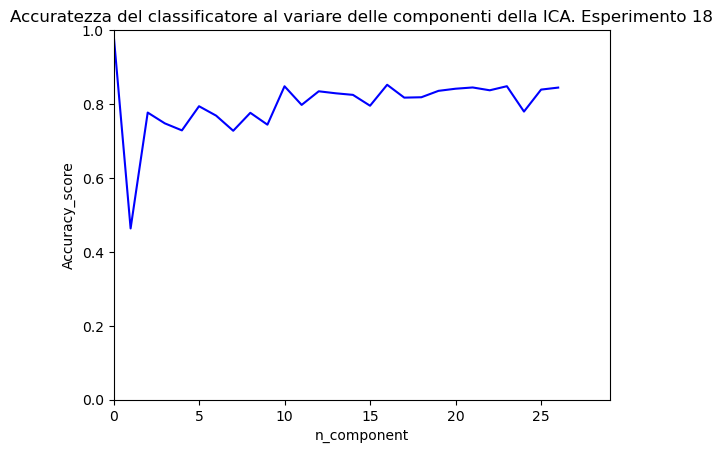 Accuratezza del classificatore al variare delle componenti della ICA. Esperimento 18
1.0
0.8
0.6
0.4
0.2
0.0
Accuracy_score
0 5 10 15 20 25
n_component